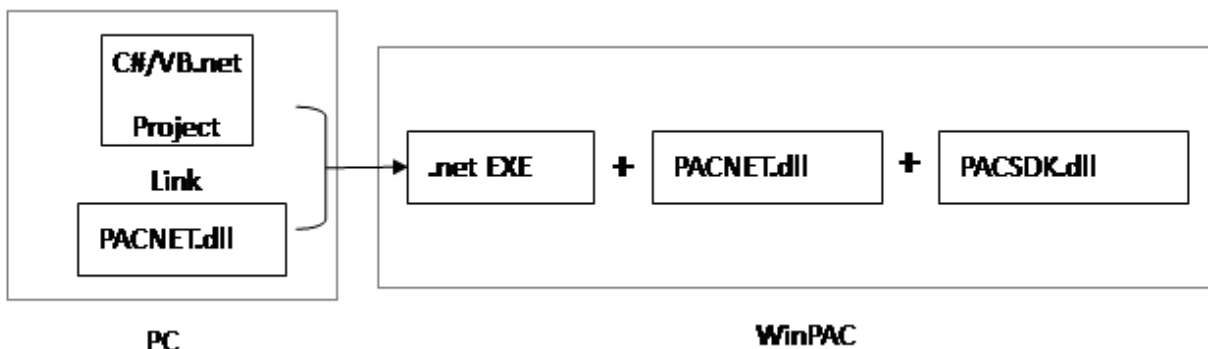 C#/VB.net
Project
Link
PACNET.dll
.net EXE
+
PACNET.dll
+
PACSDK.dll
PC
WinPAC